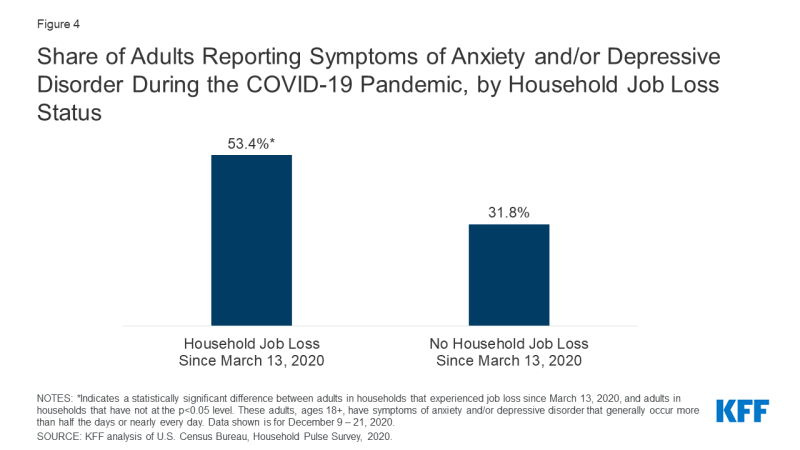 Figure 4
Share of Adults Reporting Symptoms of Anxiety and/or Depressive
Disorder During the COVID-19 Pandemic, by Household Job Loss
Status
53.4%*
31.8%
Household Job Loss
Since March 13, 2020
No Household Job Loss
Since March 13, 2020
NOTES: *Indicates a statistically significant difference between adults in households that experienced job loss since March 13, 2020, and adults in
households that have not at the p<0.05 level. These adults, ages 18+, have symptoms of anxiety and/or depressive disorder that generally occur more
than half the days or nearly every day. Data shown is for December 9 – 21, 2020.
SOURCE: KFF analysis of U.S. Census Bureau, Household Pulse Survey, 2020.
KFF